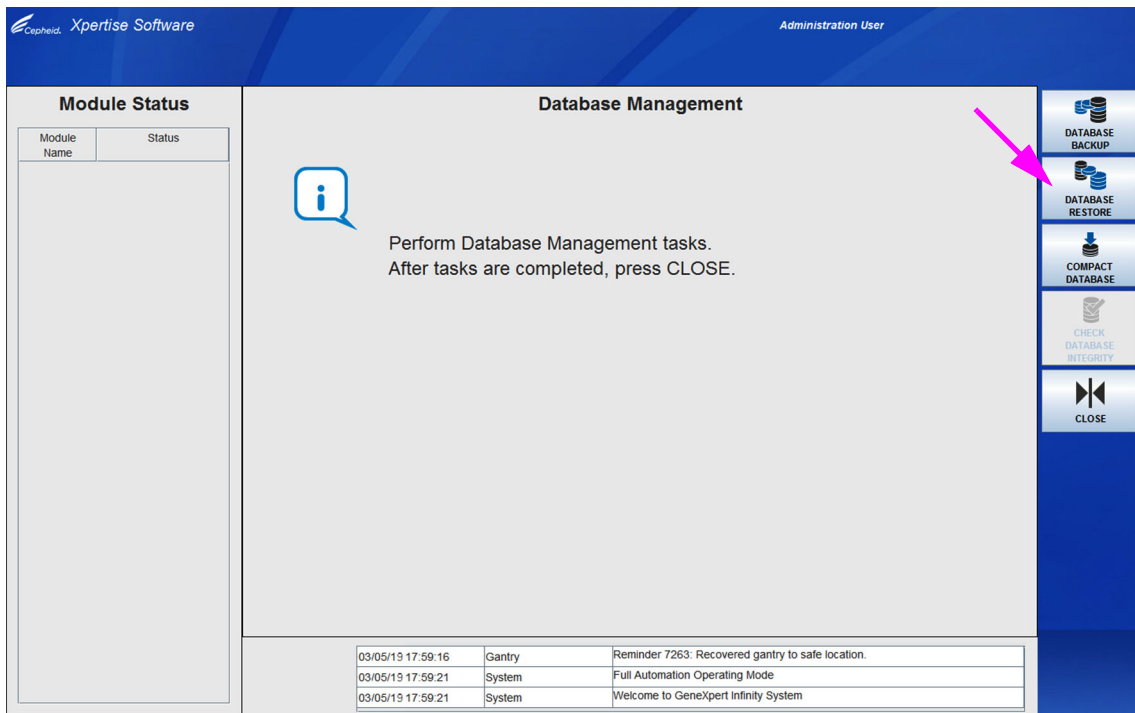 Cepheid. Xpertise Software
Administration User
Module Status
Module Name
Status
Database Management
Perform Database Management tasks.
After tasks are completed, press CLOSE.
DATABASE
BACKUP
DATABASE
RESTORE
COMPACT
DATABASE
CHECK
DATABASE
INTEGRITY
CLOSE
03/05/19 17:59:16 Gantry Reminder 7263: Recovered gantry to safe location.
03/05/19 17:59:21 System Full Automation Operating Mode
03/05/19 17:59:21 System Welcome to GeneXpert Infinity System